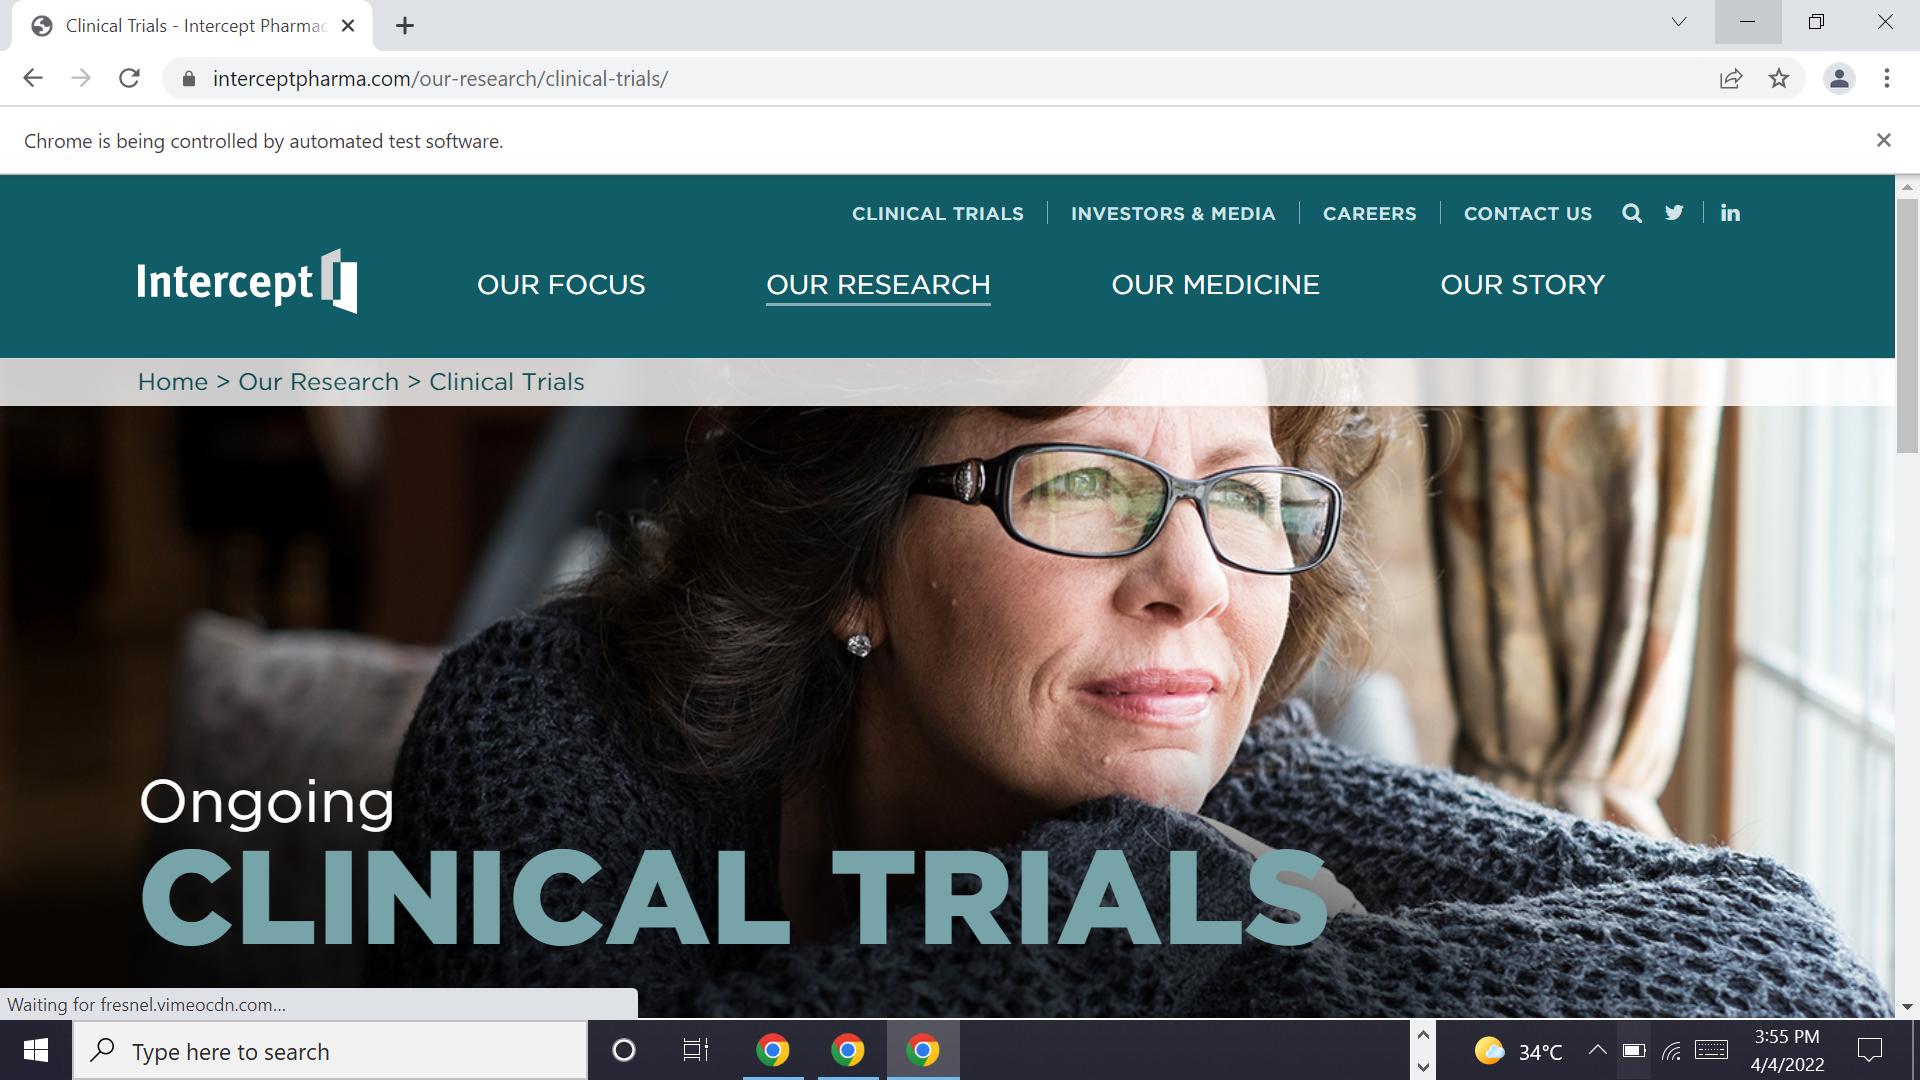 Clinical Trials - Intercept Pharmac
interceptpharma.com/our-research/clinical-trials/
Chrome is being controlled by automated test software.
CLINICAL TRIALS
INVESTORS & MEDIA
CAREERS
CONTACT US
in
Intercept
OUR FOCUS
OUR RESEARCH
OUR MEDICINE
OUR STORY
Home > Our Research > Clinical Trials
Ongoing
CLINICAL TRIALS
Waiting for fresnel.vimeocdn.com...
Type here to search
34°C
3:55 PM
4/4/2022